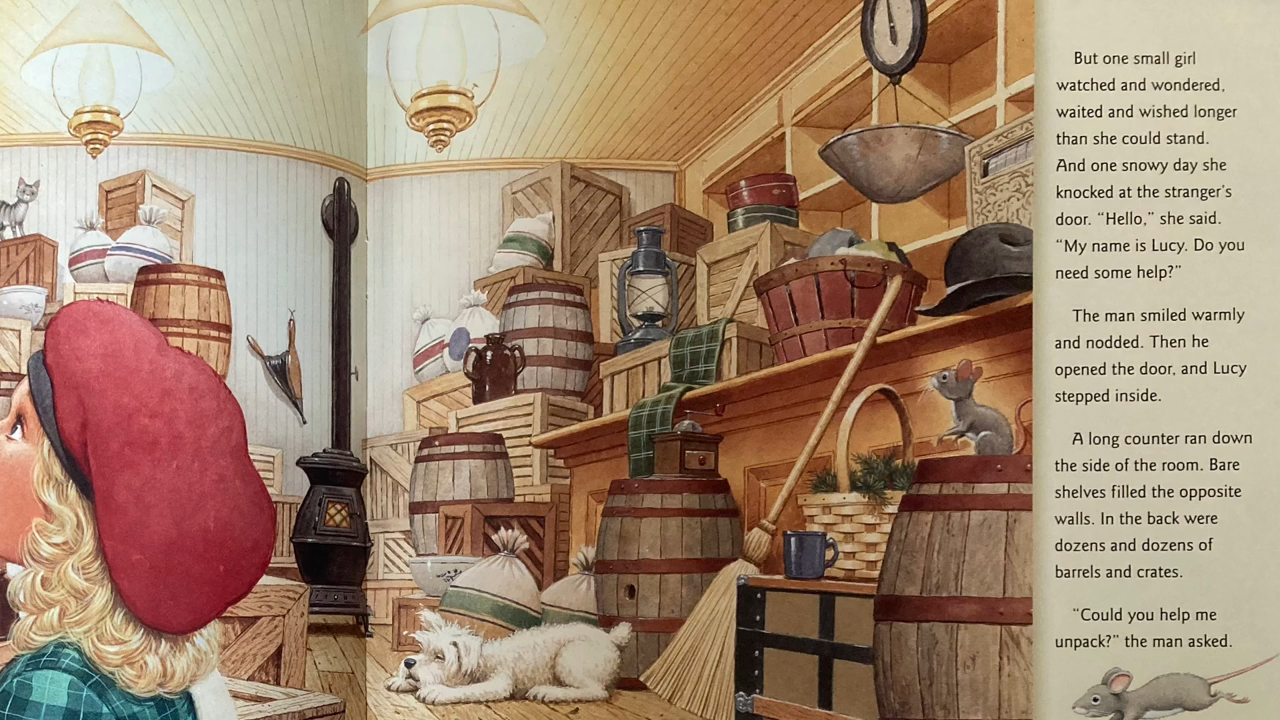 But one small girl
watched and wondered,
waited and wished longer
than she could stand.
And one snowy day she
knocked at the stranger's
door. “Hello,” she said.
“My name is Lucy. Do you
need some help?”
The man smiled warmly
and nodded. Then he
opened the door, and Lucy
stepped inside.
A long counter ran down
the side of the room. Bare
shelves filled the opposite
walls. In the back were
dozens and dozens of
barrels and crates.
“Could you help me
unpack?” the man asked.